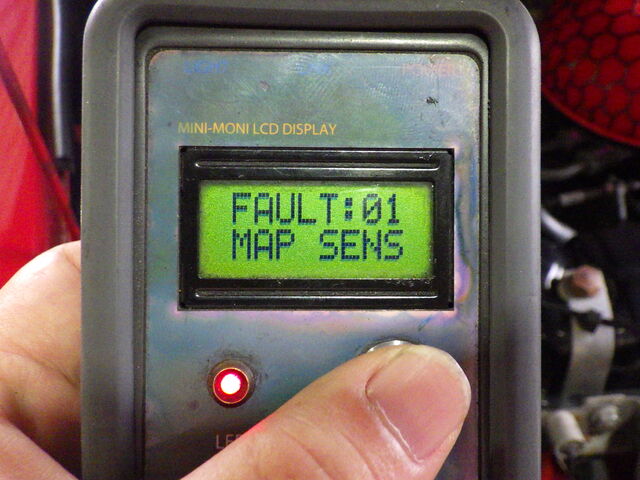 MINI-MONI LCD DISPLAY
FAULT:01
MAP SENS